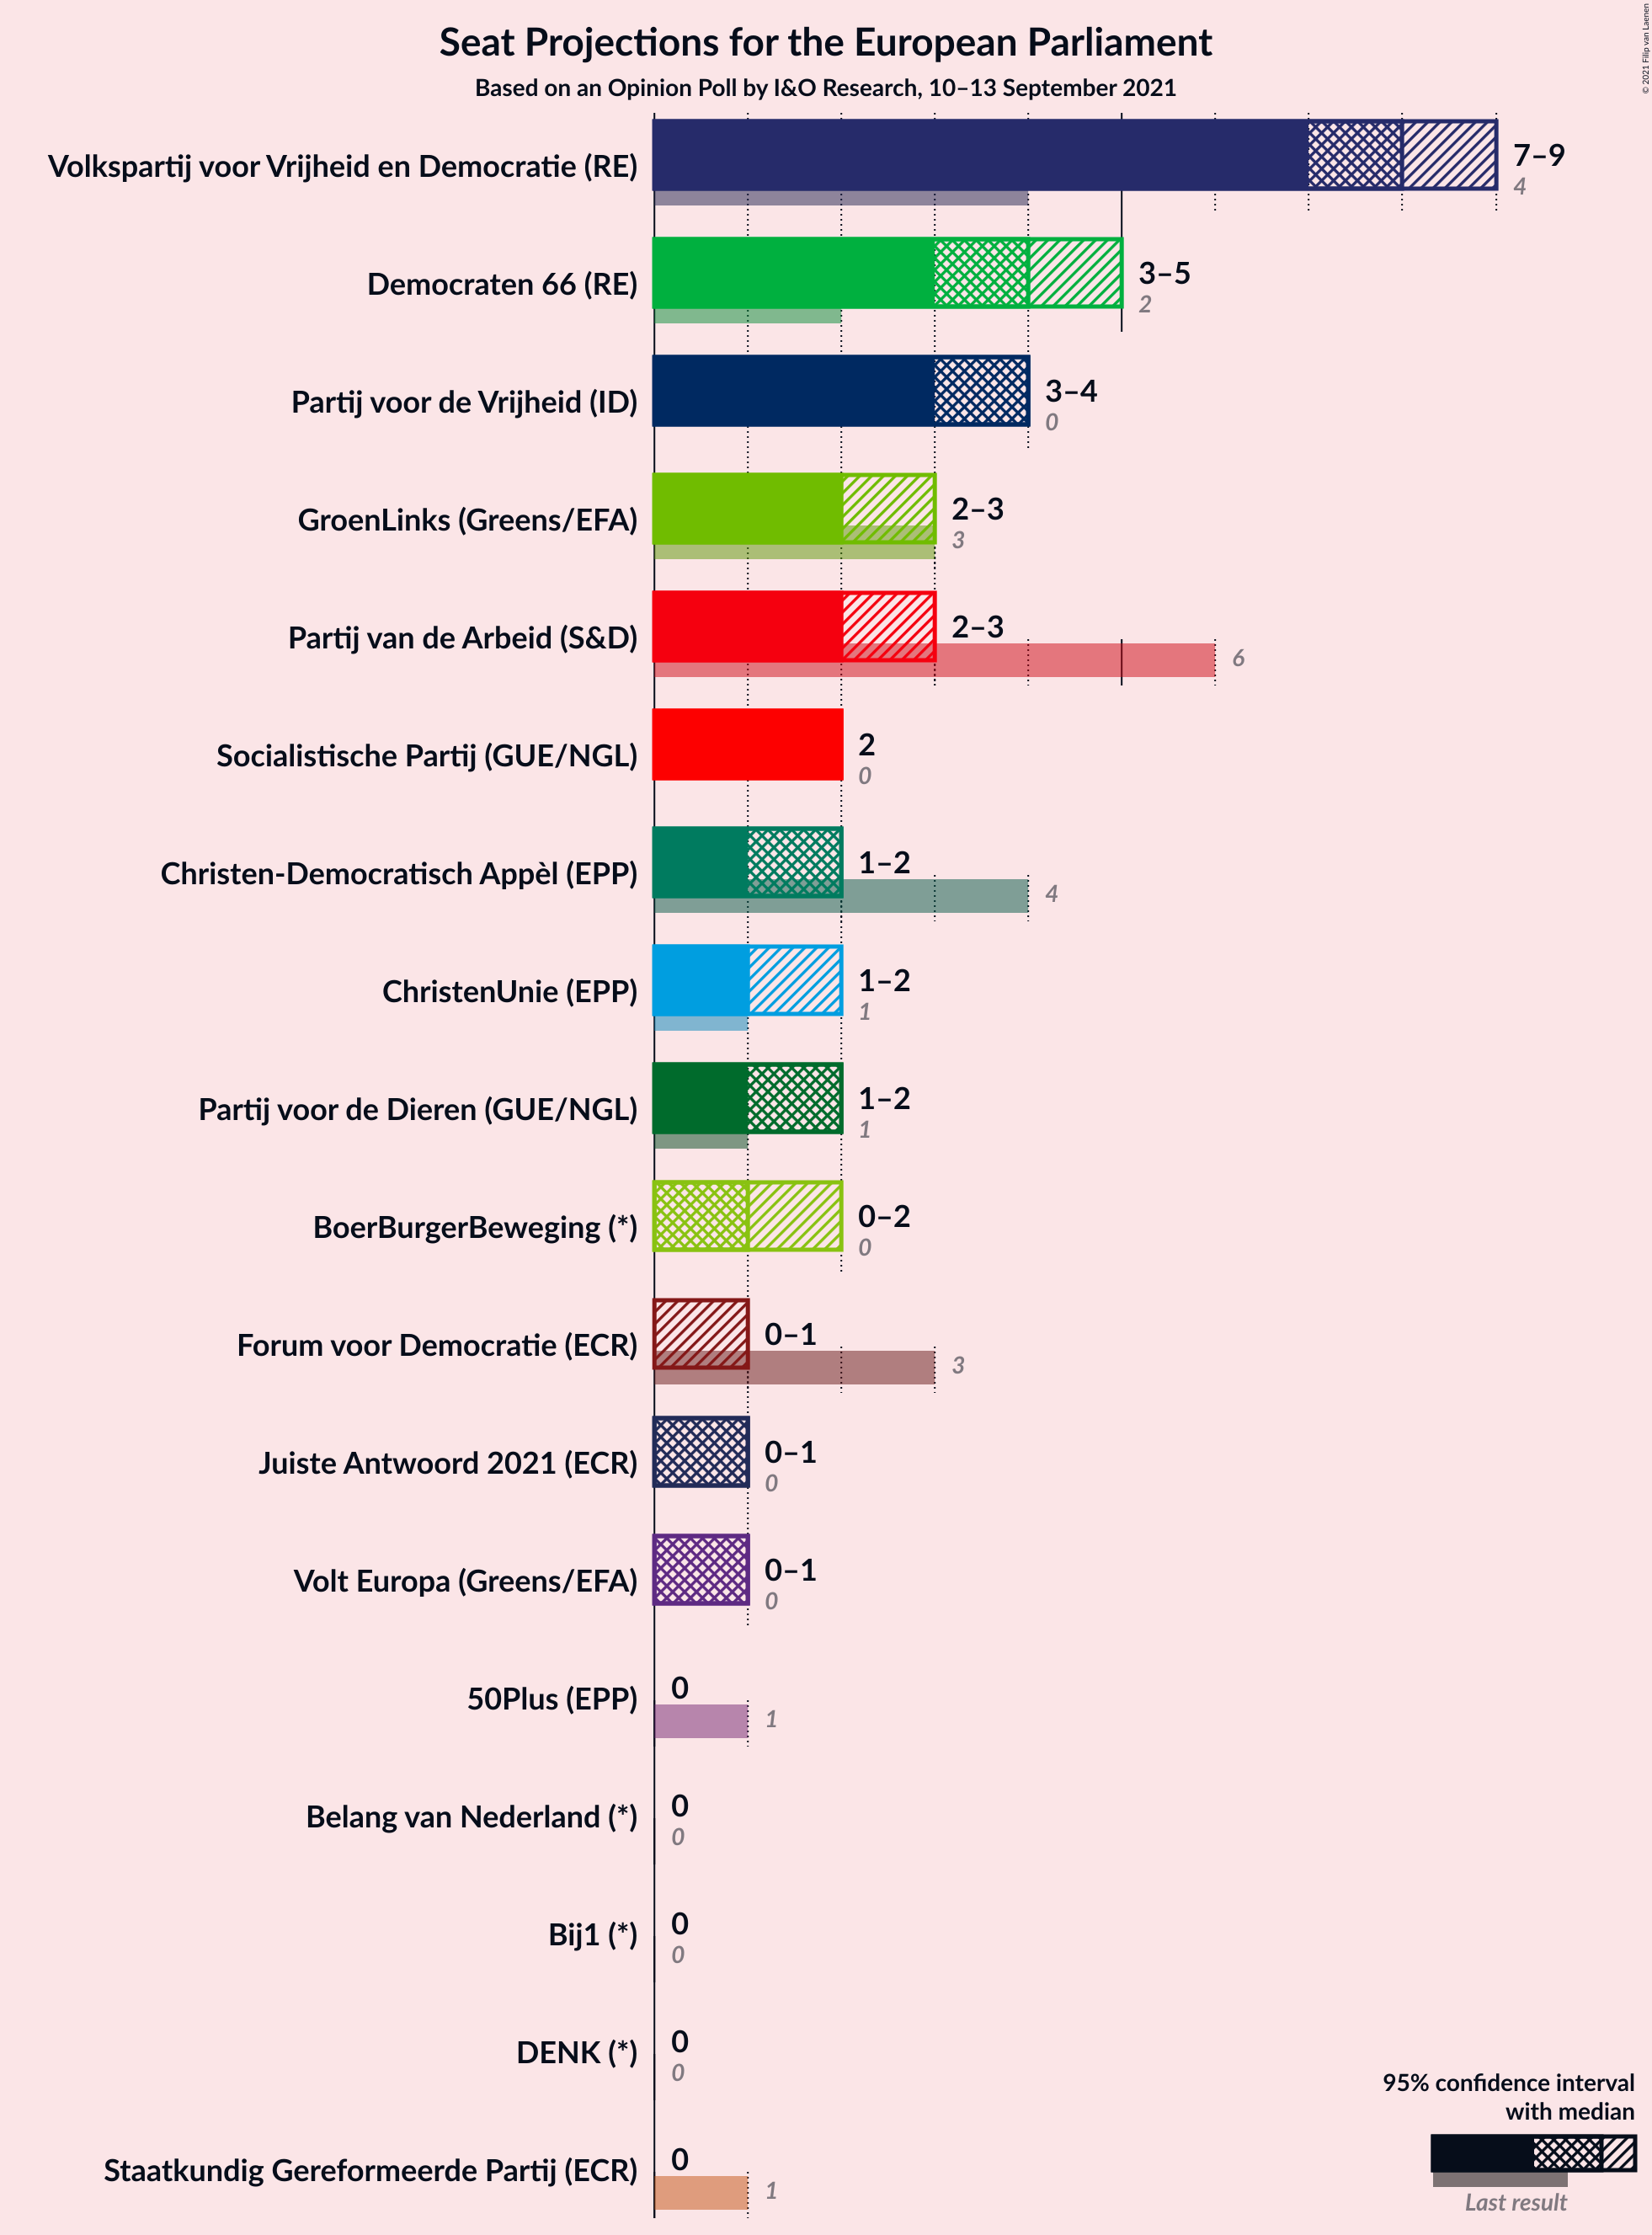 Seat Projections for the European Parliament
Based on an Opinion Poll by I&O Research, 10–13 September 2021
© 2021 Filip van Laenen
Volkspartij voor Vrijheid en Democratie (RE)
7–9
4
Democraten 66 (RE)
3–5
2
Partij voor de Vrijheid (ID)
3–4
0
GroenLinks (Greens/EFA)
2–3
3
Partij van de Arbeid (S&D)
2–3
6
Socialistische Partij (GUE/NGL)
2
0
Christen-Democratisch Appèl (EPP)
1–2
4
ChristenUnie (EPP)
1–2
1
Partij voor de Dieren (GUE/NGL)
1–2
1
BoerBurgerBeweging (*)
0–2
0
Forum voor Democratie (ECR)
0–1
3
Juiste Antwoord 2021 (ECR)
0–1
0
Volt Europa (Greens/EFA)
0–1
0
50Plus (EPP)
0
1
Belang van Nederland (*)
0
0
Bij1 (*)
0
0
DENK (*)
0
0
Staatkundig Gereformeerde Partij (ECR)
0
1
95% confidence interval
with median
Last result